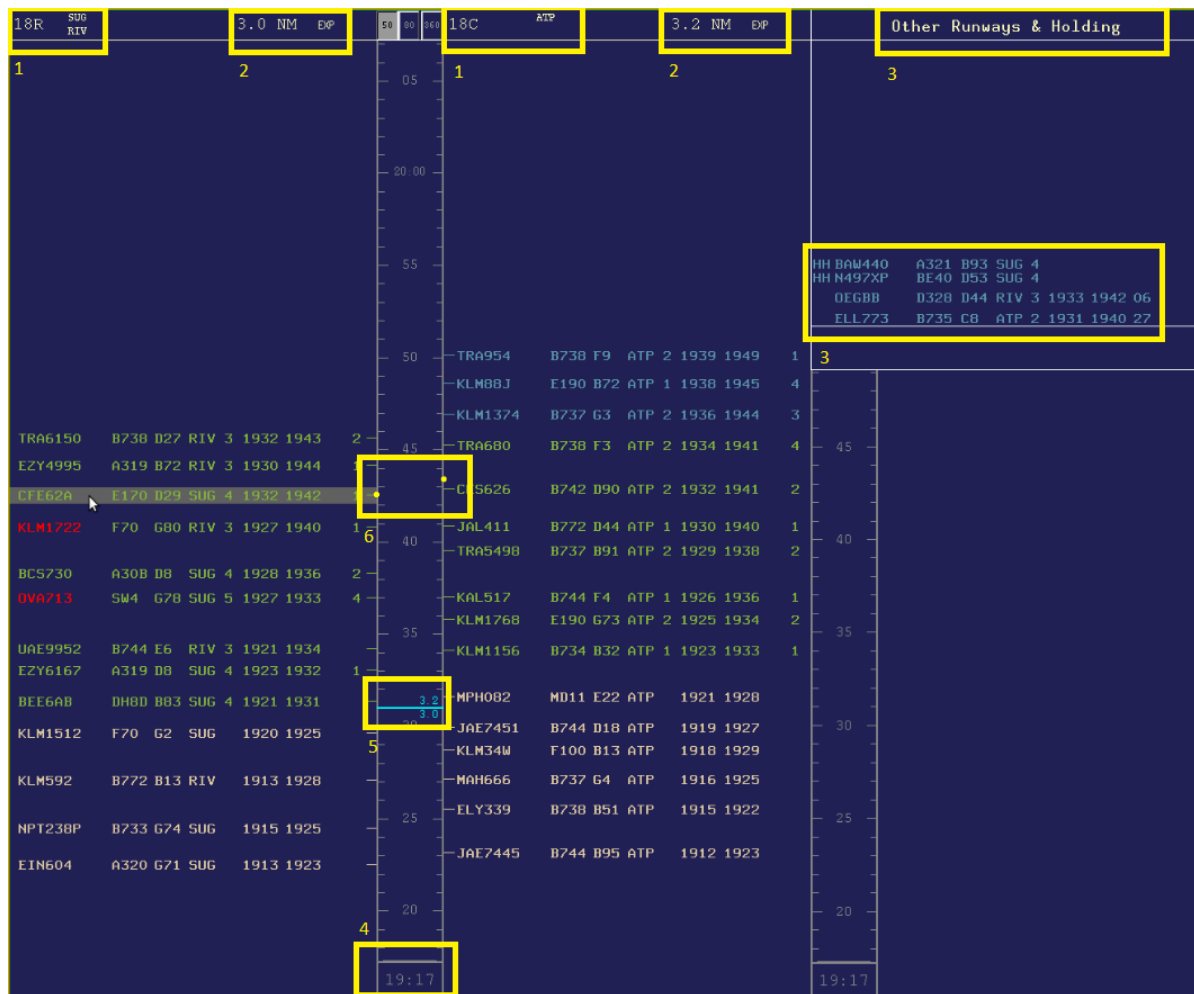 18R SUG 3.0 NM EXP 50 80 360 18C ATP 3.2 NM EXP Other Runways & Holding
RIV
1 2 1 2 3
05
20:00
55
HH BAW440 A321 B93 SUG 4
HH N497XP BE40 D53 SUG 4
OEGBB D328 D44 RIV 3 1933 1942 06
ELL773 B735 C8 ATP 2 1931 1940 27
3
50 TRA954 B738 F9 ATP 2 1939 1949 1
KLM88J E190 B72 ATP 1 1938 1945 4
KLM1374 B737 G3 ATP 2 1936 1944 3
TRA6150 B738 D27 RIV 3 1932 1943 2
45 TRA680 B738 F3 ATP 2 1934 1941 4 45
EZY4995 A319 B72 RIV 3 1930 1944 1
CFE62A E170 D29 SUG 4 1932 1942 1
CES626 B742 D90 ATP 2 1932 1941 2
KLM1722 F70 G80 RIV 3 1927 1940 1
6
JAL411 B772 D44 ATP 1 1930 1940 1
40 40
TRA5498 B737 B91 ATP 2 1929 1938 2
BCS730 A30B D8 SUG 4 1928 1936 2
OVA713 SW4 G78 SUG 5 1927 1933 4
KAL517 B744 F4 ATP 1 1926 1936 1
KLM1768 E190 G73 ATP 2 1925 1934 2
35 35
UAE9952 B744 E6 RIV 3 1921 1934
KLM1156 B734 B32 ATP 1 1923 1933 1
EZY6167 A319 D8 SUG 4 1923 1932 1
BEE6AB DH8D B83 SUG 4 1921 1931
3.2 MPH082 MD11 E22 ATP 1921 1928
3.0
30 JAE7451 B744 D18 ATP 1919 1927 30
KLM1512 F70 G2 SUG 1920 1925
5
KLM34W F100 B13 ATP 1918 1929
KLM592 B772 B13 RIV 1913 1928
MAH666 B737 G4 ATP 1916 1925
ELY339 B738 B51 ATP 1915 1922
25 25
NPT238P B733 G74 SUG 1915 1925
JAE7445 B744 B95 ATP 1912 1923
EIN604 A320 G71 SUG 1913 1923
20 20
4
19:17 19:17